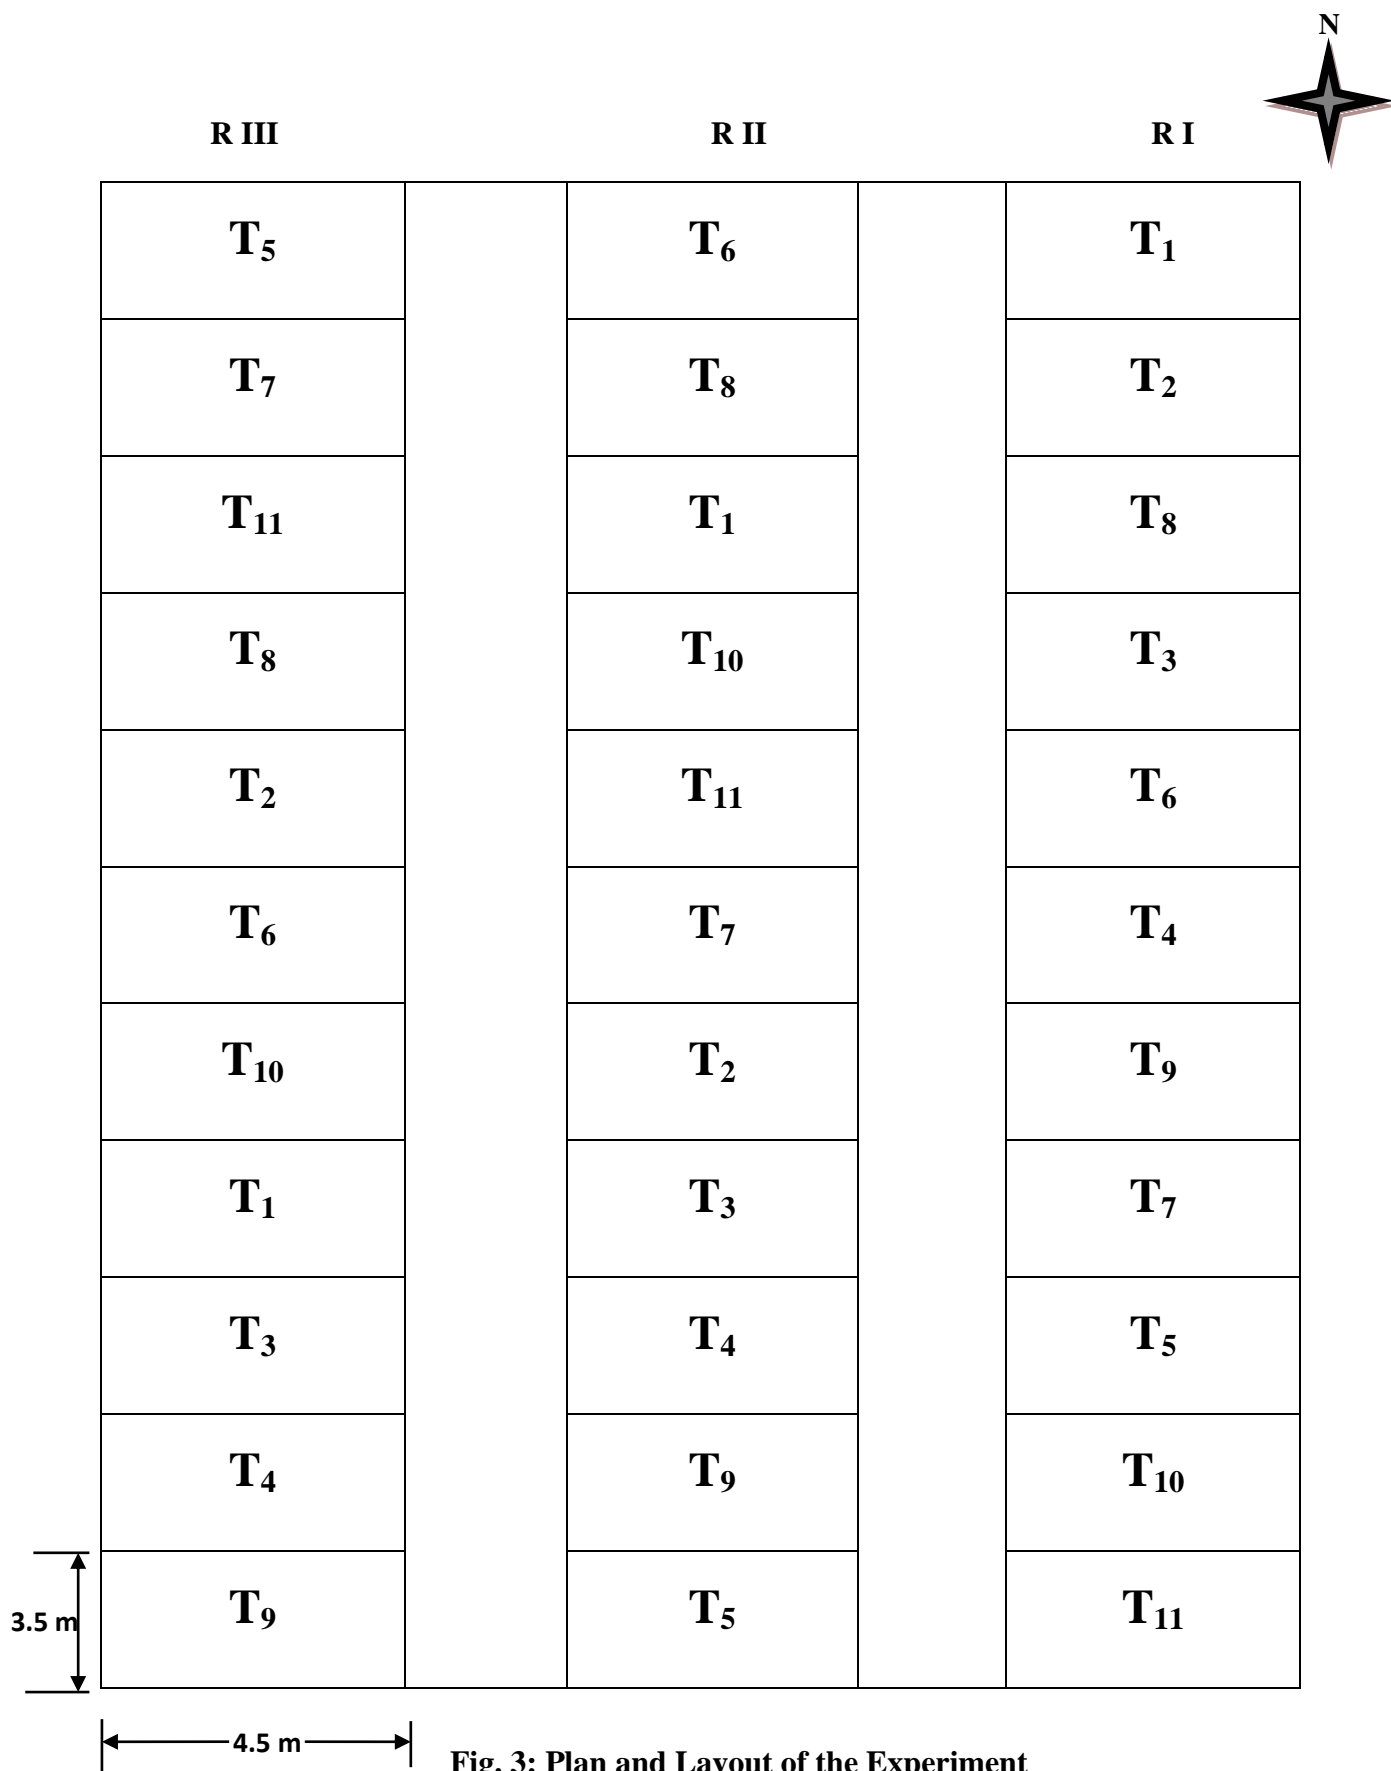 N
R III R II R I
T5 T6 T1
T7 T8 T2
T11 T1 T8
T8 T10 T3
T2 T11 T6
T6 T7 T4
T10 T2 T9
T1 T3 T7
T3 T4 T5
T4 T9 T10
T9 T5 T11
3.5 m
4.5 m
Fig. 3: Plan and Layout of the Experiment